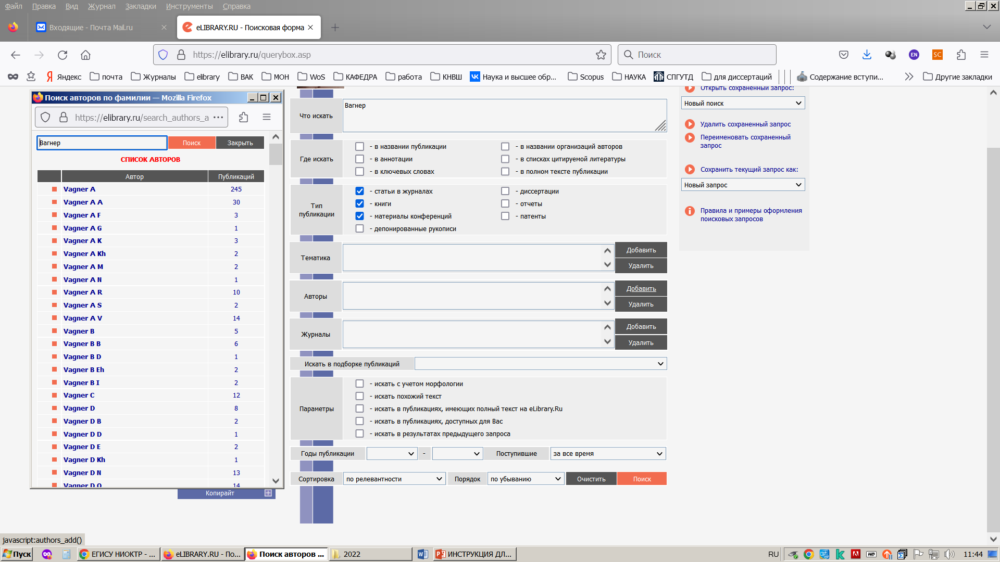 Файл Правка Вид Журнал Закладки Инструменты Справка
Входящие - Почта Mail.ru
eLIBRARY.RU - Поисковая форма
https://elibrary.ru/querybox.asp
Поиск
EN
SC
Яндекс почта Журналы elibrary ВАК МОН WoS КАФЕДРА работа КНВШ Наука и высшее обр... Scopus НАУКА СПГУТД для диссертаций Содержание вступи... Другие закладки
Поиск авторов по фамилии — Mozilla Firefox
https://elibrary.ru/search_authors_a
Вагнер
Поиск
Закрыть
СПИСОК АВТОРОВ
Автор Публикаций
Vagner A 245
Vagner A A 30
Vagner A F 3
Vagner A G 1
Vagner A K 3
Vagner A Kh 2
Vagner A M 2
Vagner A N 1
Vagner A R 10
Vagner A S 2
Vagner A V 14
Vagner B 5
Vagner B B 6
Vagner B D 1
Vagner B Eh 2
Vagner B I 2
Vagner C 12
Vagner D 8
Vagner D B 2
Vagner D D 1
Vagner D E 2
Vagner D Kh 1
Vagner D N 13
Vagner D O 14
Копирайт
Что искать
Вагнер
Где искать
- в названии публикации
- в названии организаций авторов
- в аннотации
- в списках цитируемой литературы
- в ключевых словах
- в полном тексте публикации
Тип
публикации
- статьи в журналах
- диссертации
- книги
- отчеты
- материалы конференций
- патенты
- депонированные рукописи
Тематика
Добавить
Удалить
Авторы
Добавить
Удалить
Журналы
Добавить
Удалить
Искать в подборке публикаций
Параметры
- искать с учетом морфологии
- искать похожий текст
- искать в публикациях, имеющих полный текст на eLibrary.Ru
- искать в публикациях, доступных для Вас
- искать в результатах предыдущего запроса
Годы публикации - Поступившие за все время
Сортировка по релевантности Порядок по убыванию Очистить Поиск
Открыть сохраненный запрос:
Новый поиск
Удалить сохраненный запрос
Переименовать сохраненный
запрос
Сохранить текущий запрос как:
Новый запрос
Правила и примеры оформления
поисковых запросов
javascript:authors_add()
Пуск
ЕГИСУ НИОКТР - ...
eLIBRARY.RU - По...
Поиск авторов ...
2022
ИНСТРУКЦИЯ ДЛ...
RU
11:44